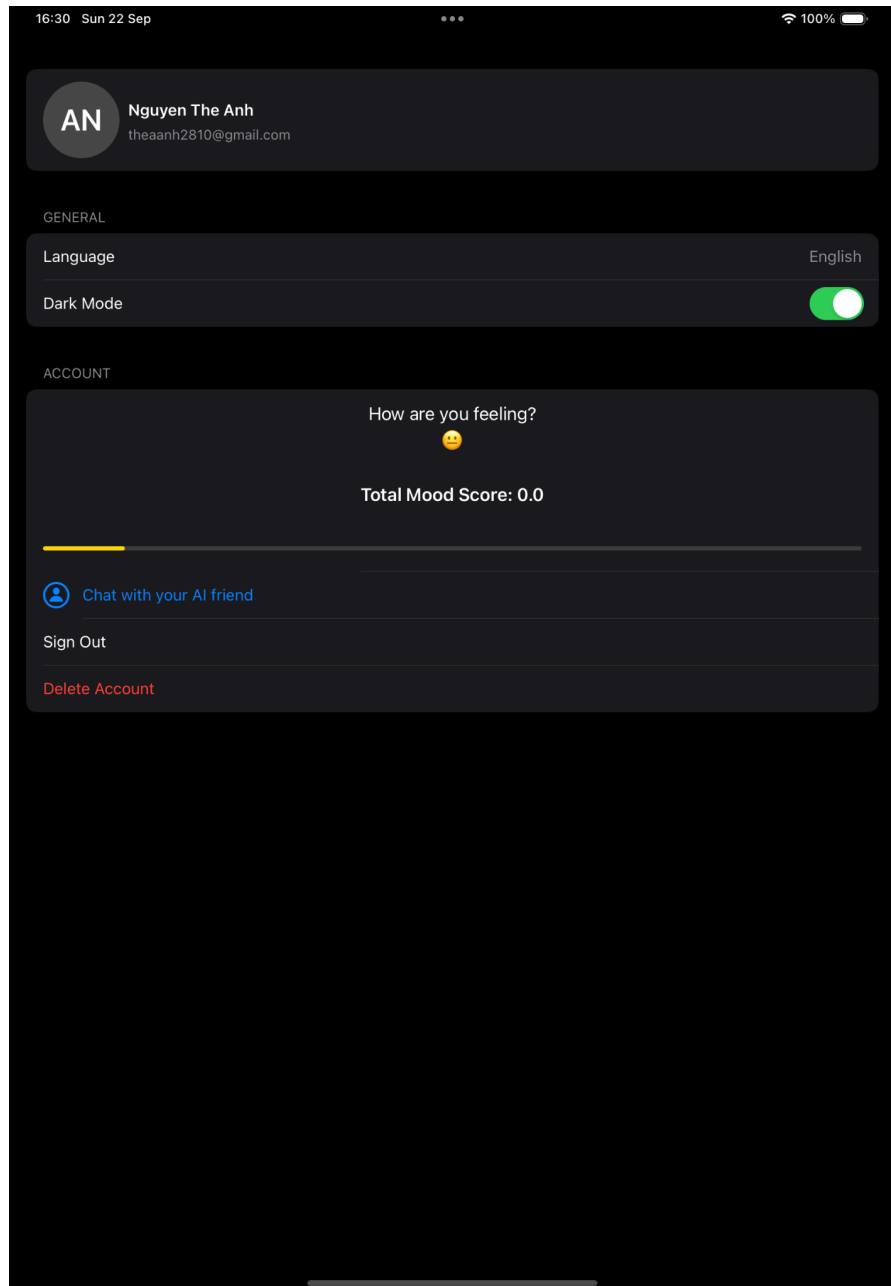 16:30 Sun 22 Sep 100%
AN
Nguyen The Anh
theaanh2810@gmail.com
GENERAL
Language English
Dark Mode
ACCOUNT
How are you feeling?
Total Mood Score: 0.0
Chat with your AI friend
Sign Out
Delete Account